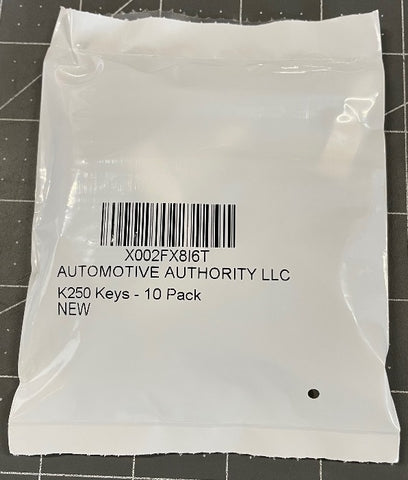 X002FX8I6T
AUTOMOTIVE AUTHORITY LLC
K250 Keys - 10 Pack
NEW